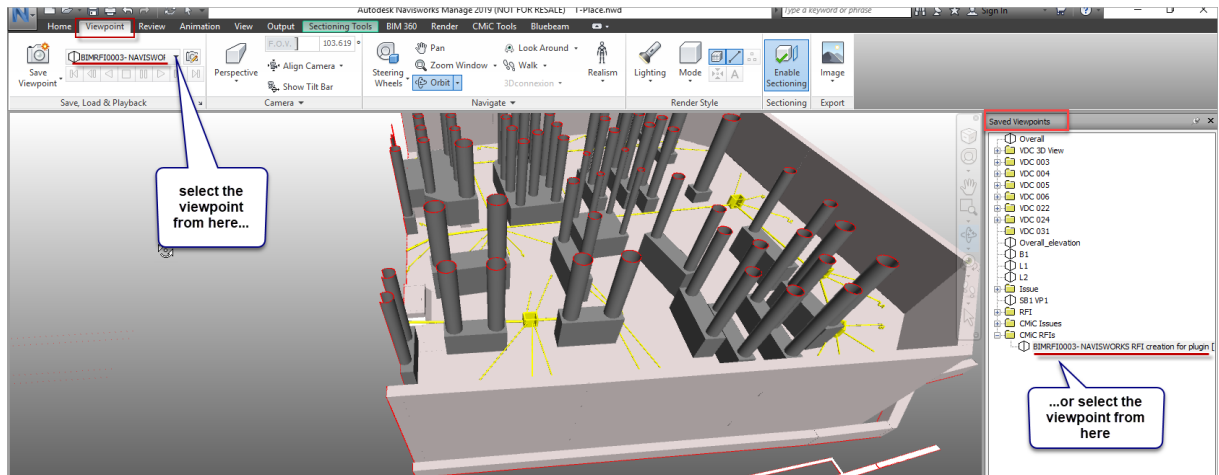 Autodesk Navisworks Manage 2019 (NOT FOR RESALE) T-Place.nwd
Type a keyword or phrase
Sign In
Home Viewpoint Review Animation View Output Sectioning Tools BIM 360 Render CMiC Tools Bluebeam
BIMRFI0003- NAVISWOF
F.O.V. 103.619 °
Save
Viewpoint
Perspective
Align Camera
Show Tilt Bar
Steering
Wheels
Pan
Zoom Window
Orbit
Look Around
Walk
3Dconnexion
Realism
Lighting
Mode
Enable
Sectioning
Image
Save, Load & Playback
Camera
Navigate
Render Style
Sectioning
Export
select the
viewpoint
from here...
Saved Viewpoints
Overall
VDC 3D View
VDC 003
VDC 004
VDC 005
VDC 006
VDC 022
VDC 024
VDC 031
Overall_elevation
B1
L1
L2
Issue
SB1 VP1
RFI
CMiC Issues
CMiC RFIs
BIMRFI0003- NAVISWORKS RFI creation for plugin [
...or select the
viewpoint from
here